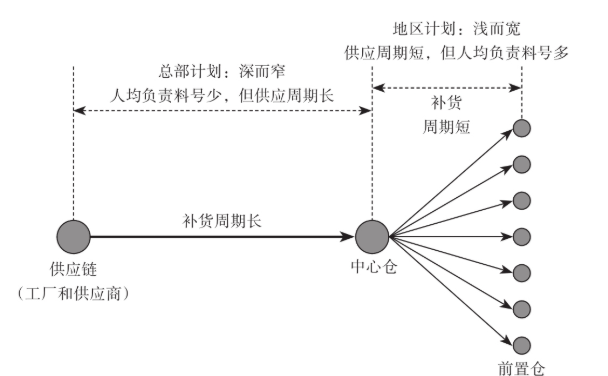 地区计划：浅而宽
供应周期短，但人均负责料号多
总部计划：深而窄
人均负责料号少，但供应周期长
补货
周期短
补货周期长
供应链
（工厂和供应商）
中心仓
前置仓